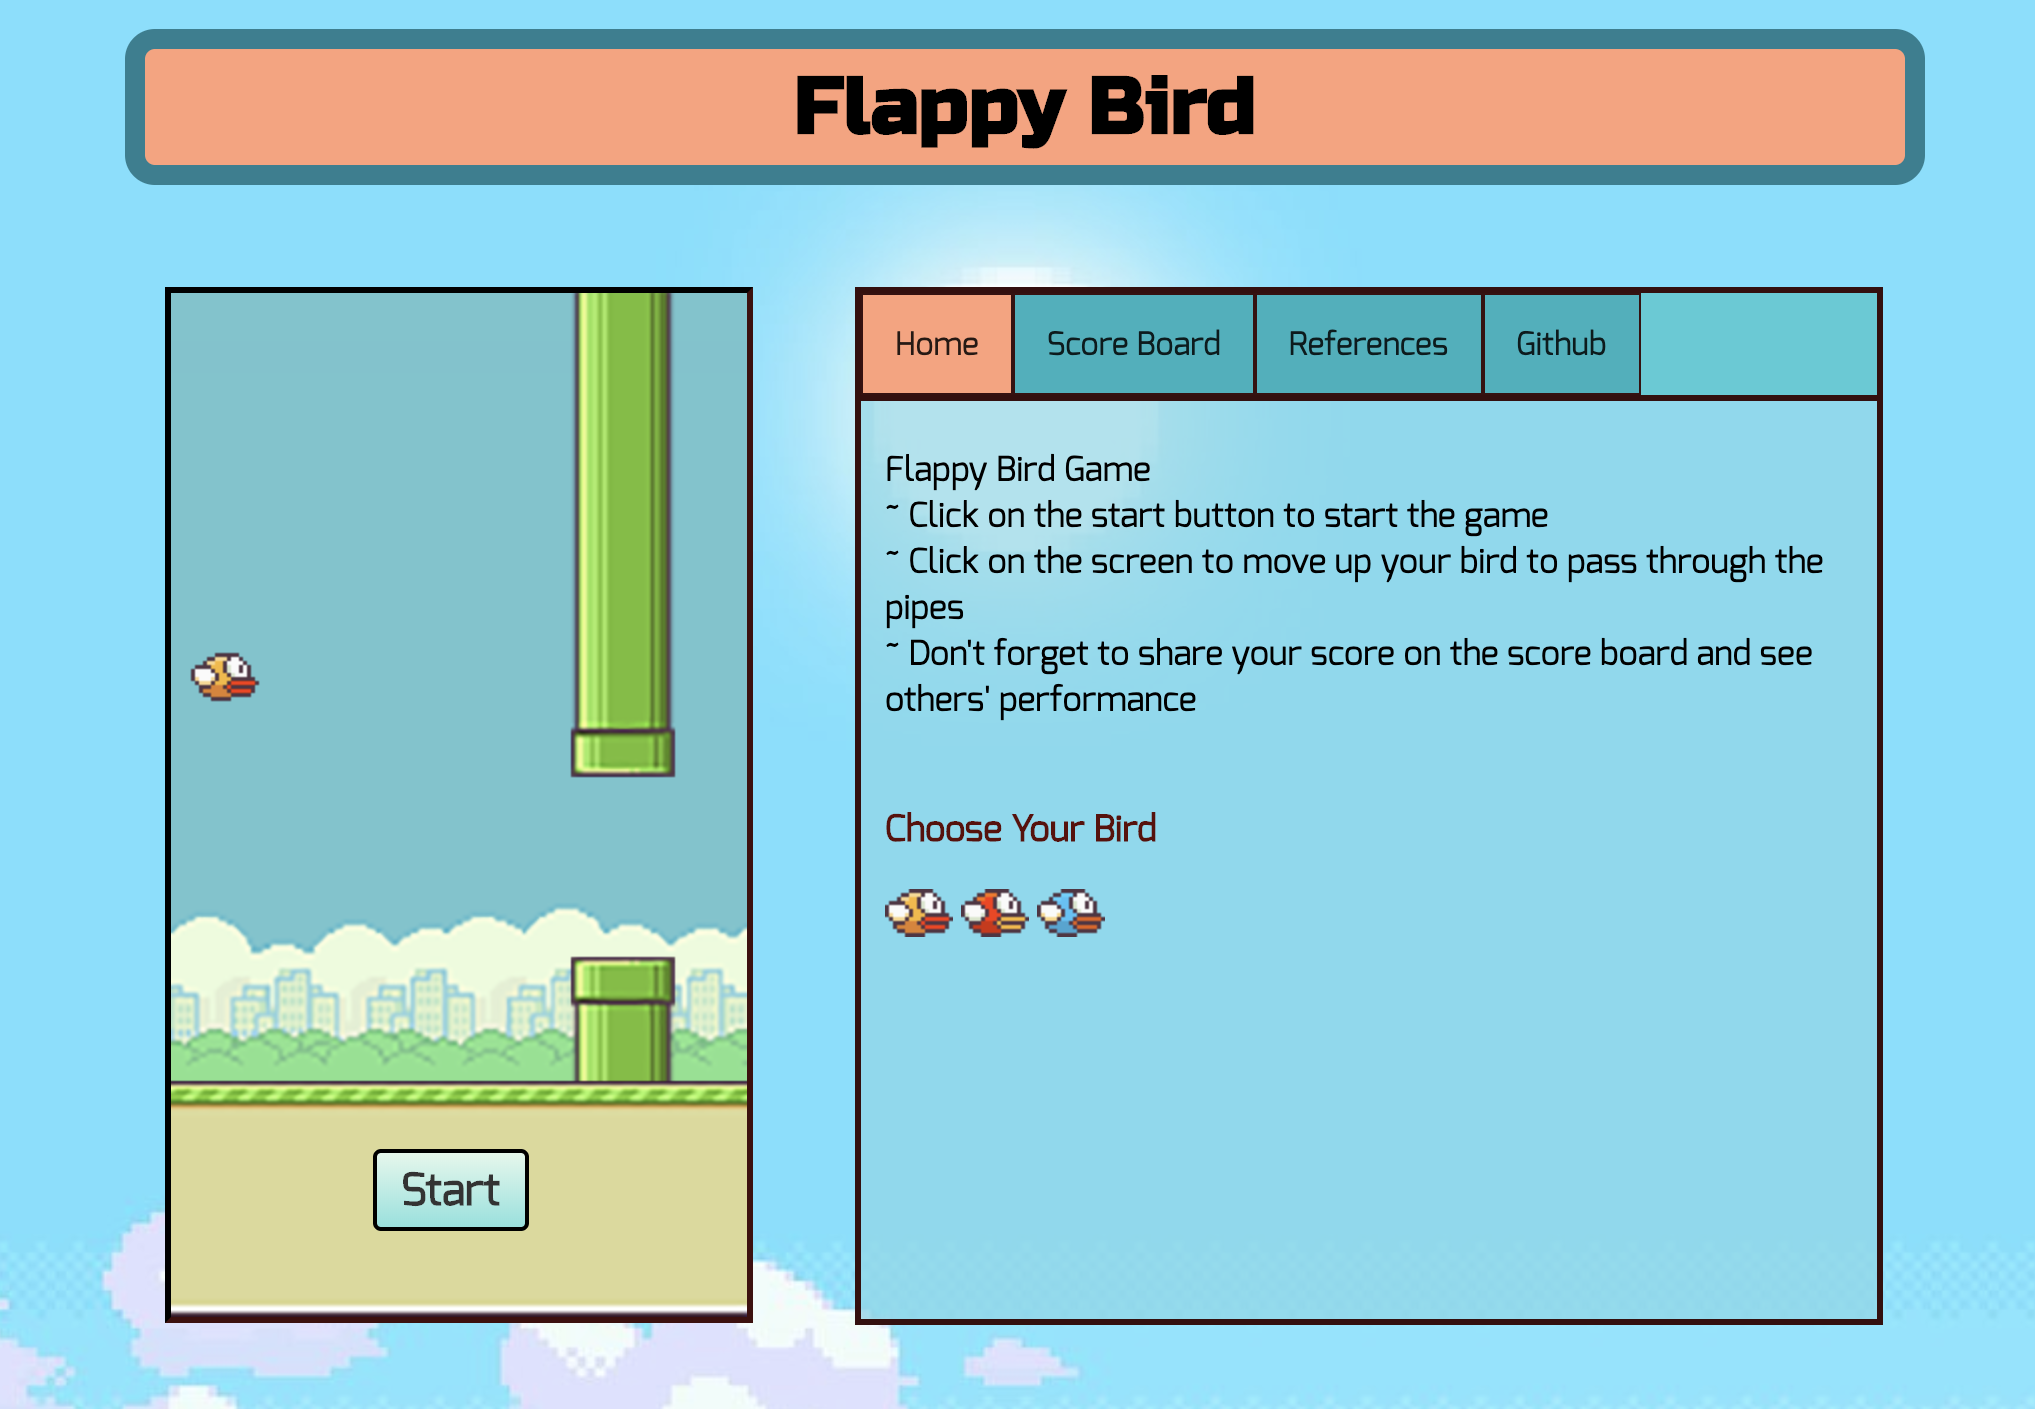 Flappy Bird
Home
Score Board
References
Github
Flappy Bird Game
~ Click on the start button to start the game
~ Click on the screen to move up your bird to pass through the
pipes
~ Don't forget to share your score on the score board and see
others' performance
Choose Your Bird
Start